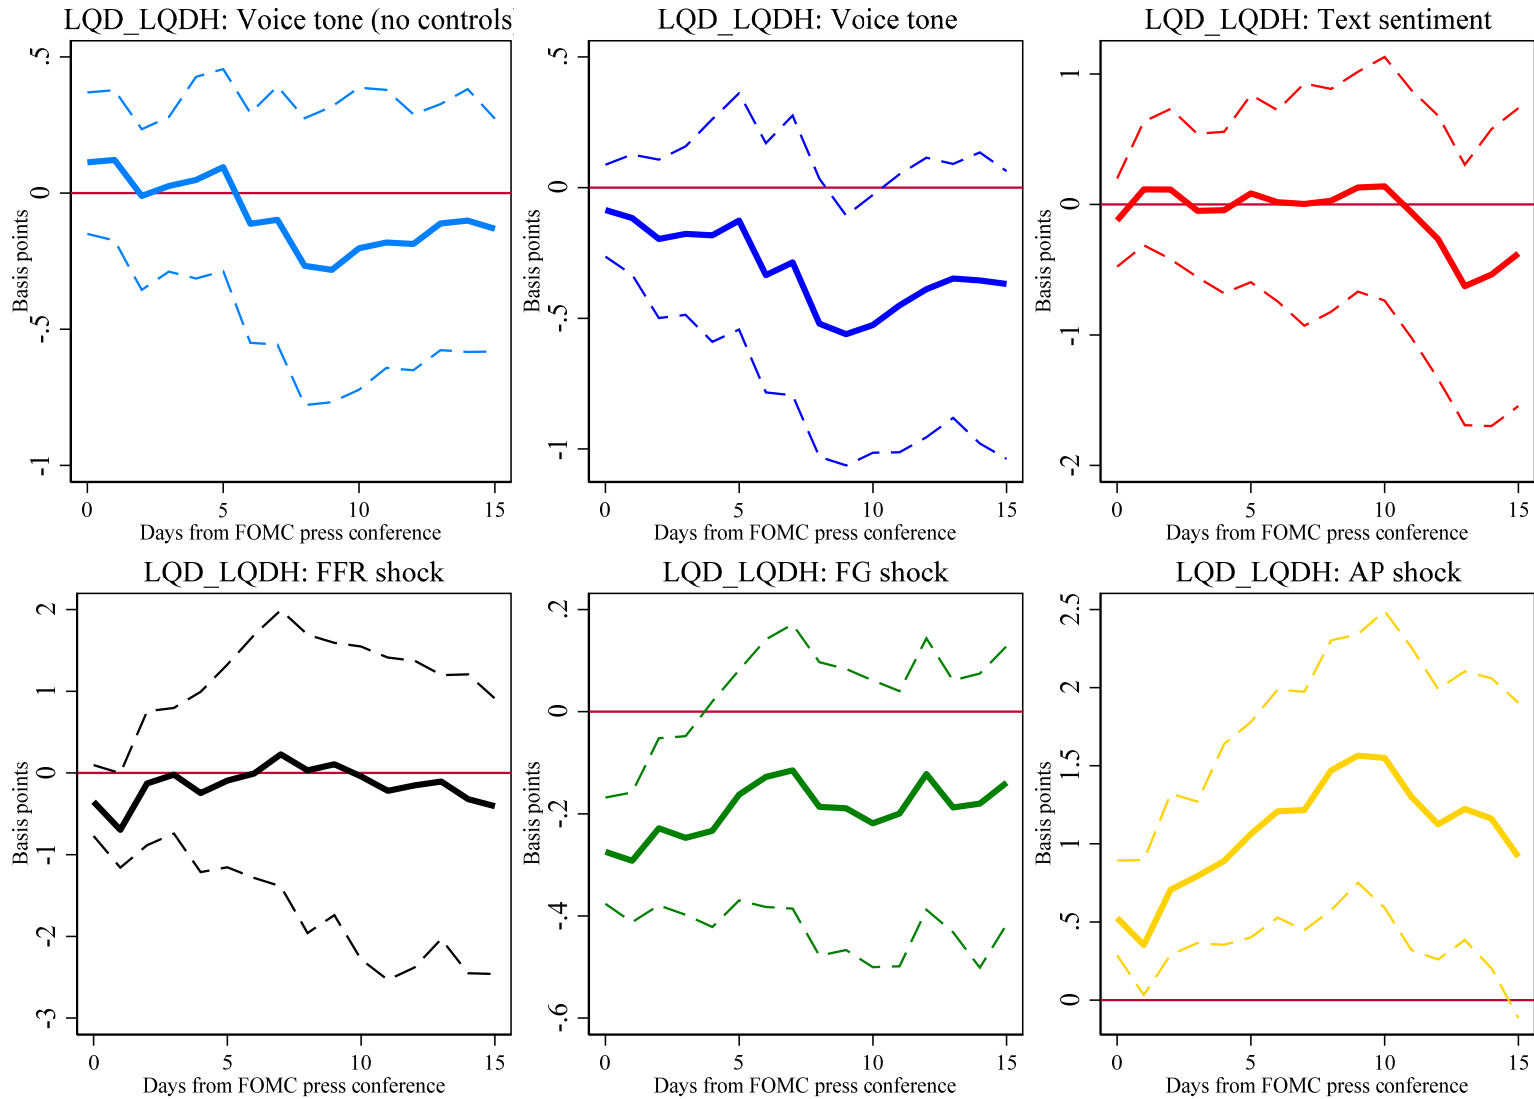 LQD_LQDH: Voice tone (no controls)
.5
0
-.5
-1
Basis points
0 5 10 15
Days from FOMC press conference
LQD_LQDH: Voice tone
.5
0
-.5
-1
Basis points
0 5 10 15
Days from FOMC press conference
LQD_LQDH: Text sentiment
1
0
-1
-2
Basis points
0 5 10 15
Days from FOMC press conference
LQD_LQDH: FFR shock
2
1
0
-1
-2
-3
Basis points
0 5 10 15
Days from FOMC press conference
LQD_LQDH: FG shock
.2
0
-.2
-.4
-.6
Basis points
0 5 10 15
Days from FOMC press conference
LQD_LQDH: AP shock
2.5
2
1.5
1
.5
0
Basis points
0 5 10 15
Days from FOMC press conference